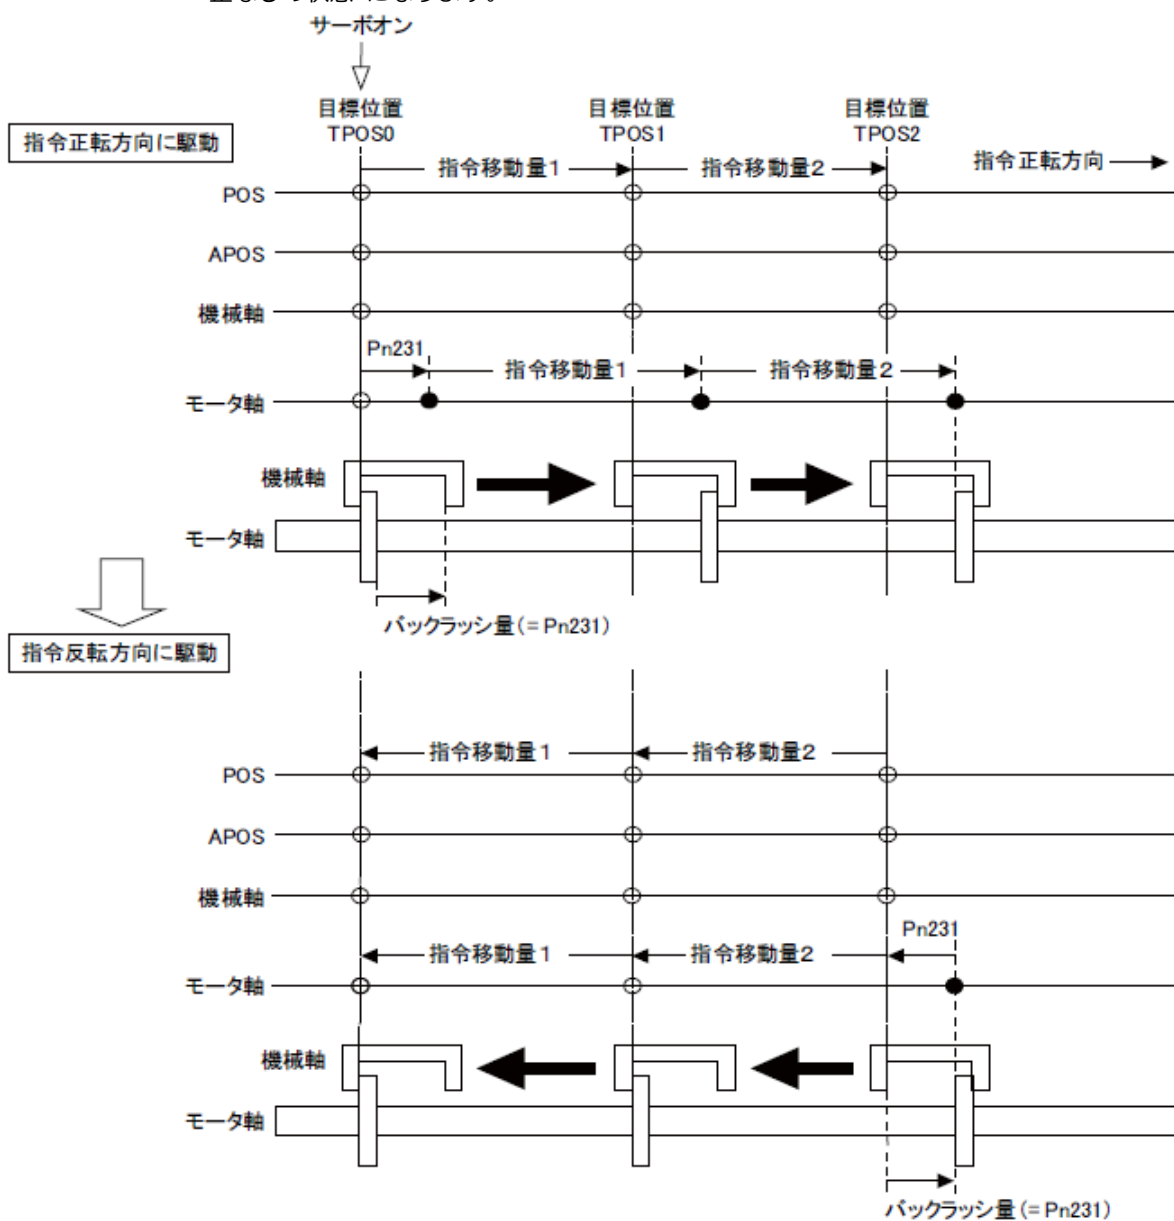 サーボオン
目標位置
TPOS0
目標位置
TPOS1
目標位置
TPOS2
指令正転方向に駆動
指令移動量1
指令移動量2
指令正転方向
POS
APOS
機械軸
Pn231
指令移動量1
指令移動量2
モータ軸
機械軸
モータ軸
バックラッシ量(=Pn231)
指令反転方向に駆動
指令移動量1
指令移動量2
POS
APOS
機械軸
Pn231
指令移動量1
指令移動量2
モータ軸
機械軸
モータ軸
バックラッシ量(=Pn231)